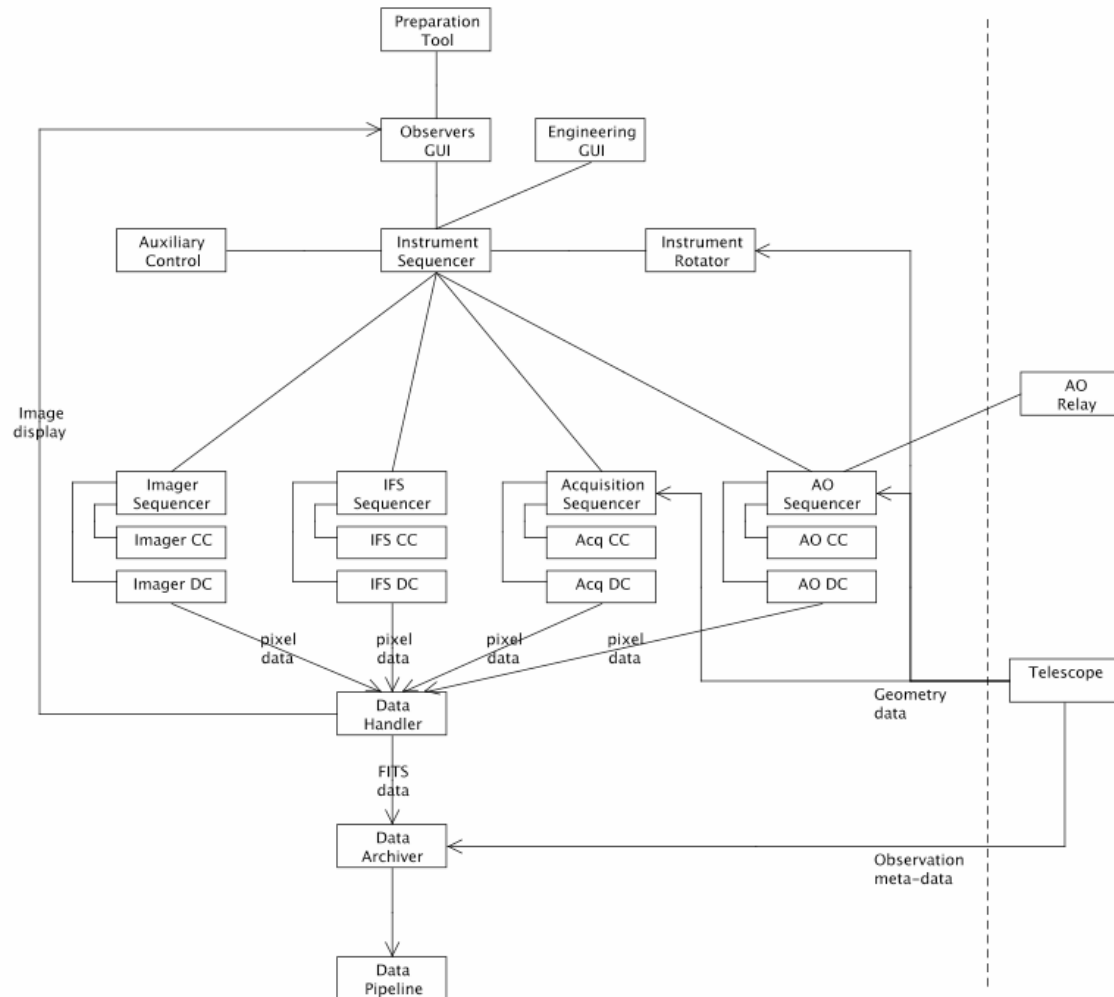 Preparation
Tool
Observers
GUI
Engineering
GUI
Auxiliary
Control
Instrument
Sequencer
Instrument
Rotator
AO
Relay
Image
display
Imager
Sequencer
IFS
Sequencer
Acquisition
Sequencer
AO
Sequencer
Imager CC
IFS CC
Acq CC
AO CC
Imager DC
IFS DC
Acq DC
AO DC
pixel
data
pixel
data
pixel
data
pixel
data
Telescope
Geometry
data
Data
Handler
FITS
data
Data
Archiver
Observation
meta-data
Data
Pipeline